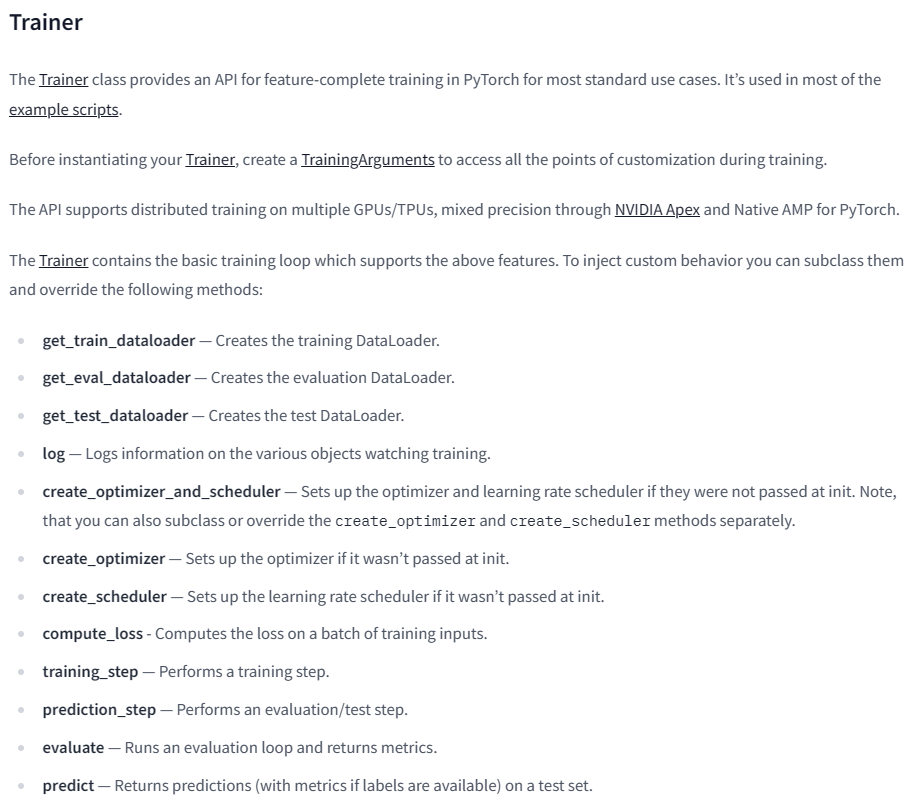 Trainer
The Trainer class provides an API for feature-complete training in PyTorch for most standard use cases. It’s used in most of the
example scripts.
Before instantiating your Trainer, create a TrainingArguments to access all the points of customization during training.
The API supports distributed training on multiple GPUs/TPUs, mixed precision through NVIDIA Apex and Native AMP for PyTorch.
The Trainer contains the basic training loop which supports the above features. To inject custom behavior you can subclass them
and override the following methods:
• get_train_dataloader — Creates the training DataLoader.
• get_eval_dataloader — Creates the evaluation DataLoader.
• get_test_dataloader — Creates the test DataLoader.
• log — Logs information on the various objects watching training.
• create_optimizer_and_scheduler — Sets up the optimizer and learning rate scheduler if they were not passed at init. Note,
that you can also subclass or override the create_optimizer and create_scheduler methods separately.
• create_optimizer — Sets up the optimizer if it wasn’t passed at init.
• create_scheduler — Sets up the learning rate scheduler if it wasn’t passed at init.
• compute_loss - Computes the loss on a batch of training inputs.
• training_step — Performs a training step.
• prediction_step — Performs an evaluation/test step.
• evaluate — Runs an evaluation loop and returns metrics.
• predict — Returns predictions (with metrics if labels are available) on a test set.